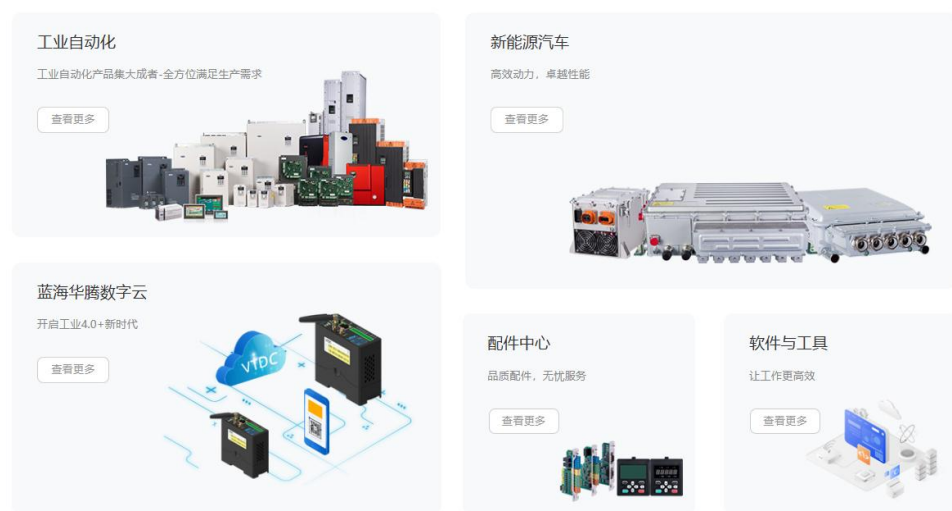 工业自动化
工业自动化产品集大成者-全方位满足生产需求
查看更多
新能源汽车
高效动力，卓越性能
查看更多
蓝海华腾数字云
开启工业4.0+新时代
查看更多
VTDC
配件中心
品质配件，无忧服务
查看更多
软件与工具
让工作更高效
查看更多